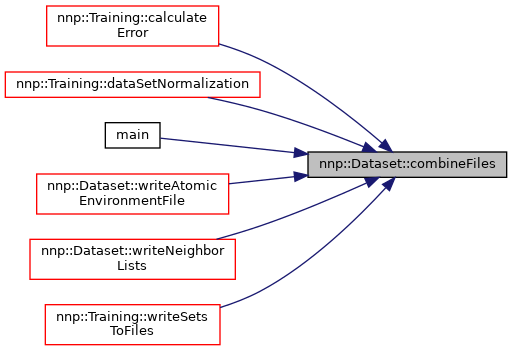 nnp::Training::calculate
Error
nnp::Training::dataSetNormalization
main
nnp::Dataset::combineFiles
nnp::Dataset::writeAtomic
EnvironmentFile
nnp::Dataset::writeNeighbor
Lists
nnp::Training::writeSets
ToFiles